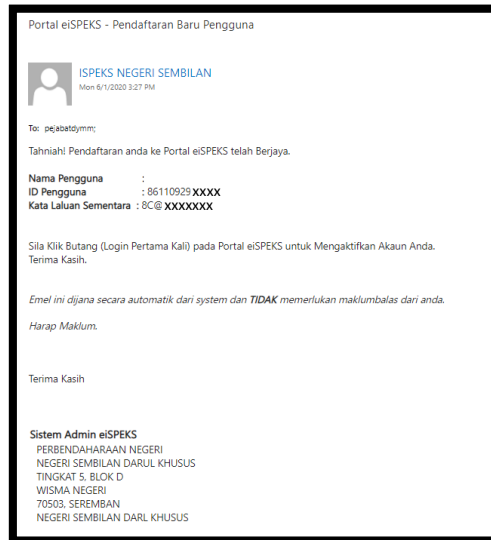 Portal eiSPEKS - Pendaftaran Baru Pengguna
ISPEKS NEGERI SEMBILAN
Mon 6/1/2020 3:27 PM
To: pejabatdymm;
Tahniah! Pendaftaran anda ke Portal eiSPEKS telah Berjaya.
Nama Pengguna :
ID Pengguna : 86110929 XXXX
Kata Laluan Sementara : 8C@ XXXXXXX
Sila Klik Butang (Login Pertama Kali) pada Portal eiSPEKS untuk Mengaktifkan Akaun Anda.
Terima Kasih.
Emel ini dijana secara automatik dari system dan TIDAK memerlukan maklumbalas dari anda.
Harap Maklum.
Terima Kasih
Sistem Admin eiSPEKS
PERBENDAHARAAN NEGERI
NEGERI SEMBILAN DARUL KHUSUS
TINGKAT 5, BLOK D
WISMA NEGERI
70503, SEREMBAN
NEGERI SEMBILAN DARL KHUSUS